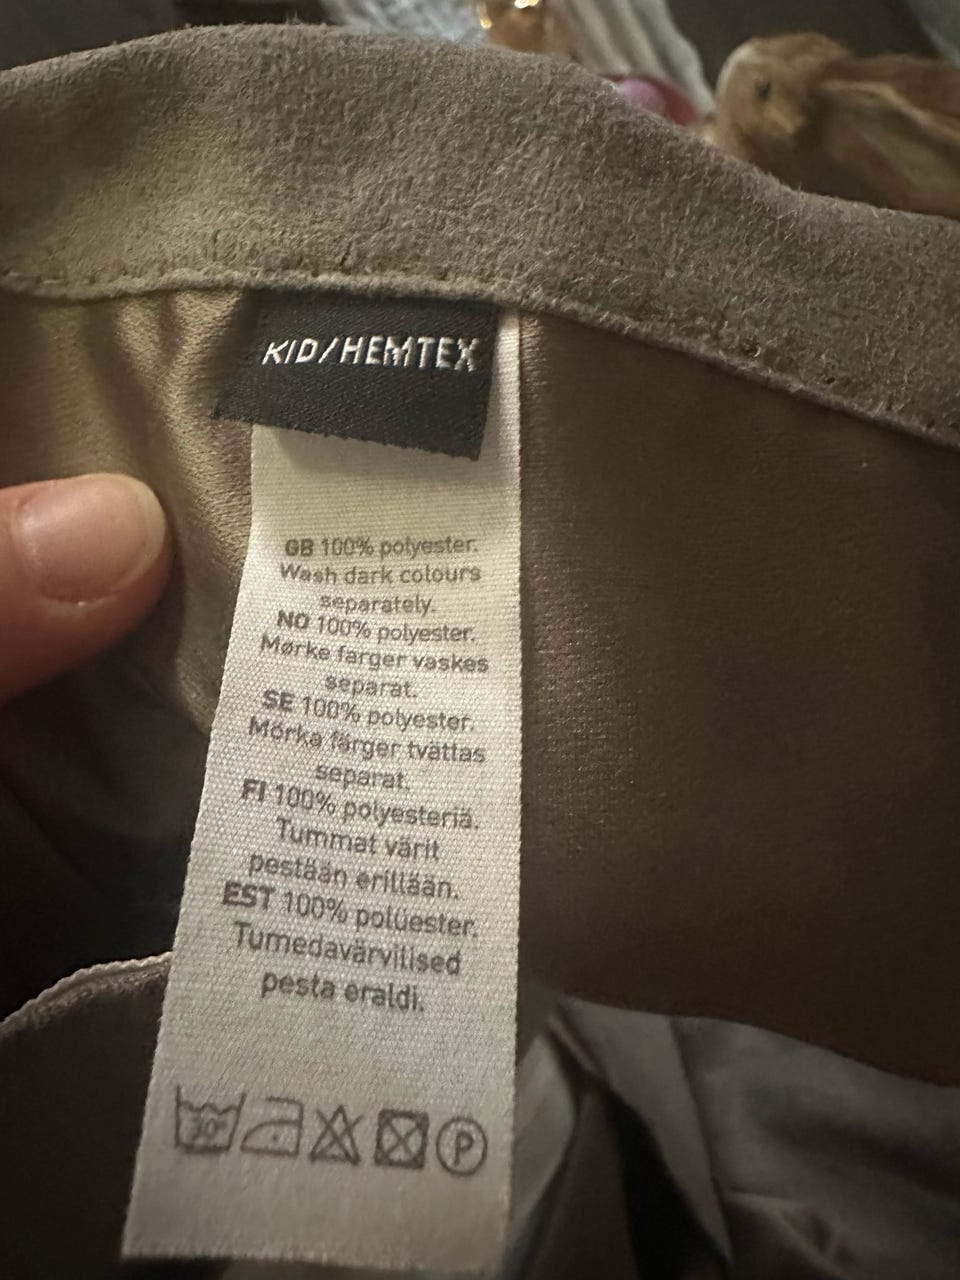 KID/HEMTEX
GB 100% polyester.
Wash dark colours
separately.
NO 100% polyester.
Mørke farger vaskes
separat.
SE 100% polyester.
Mörka färger tvättas
separat.
FI 100% polyesteriä.
Tummat värit
pestään erillään.
EST 100% polüester.
Tumedavärvilised
pesta eraldi.
30° P